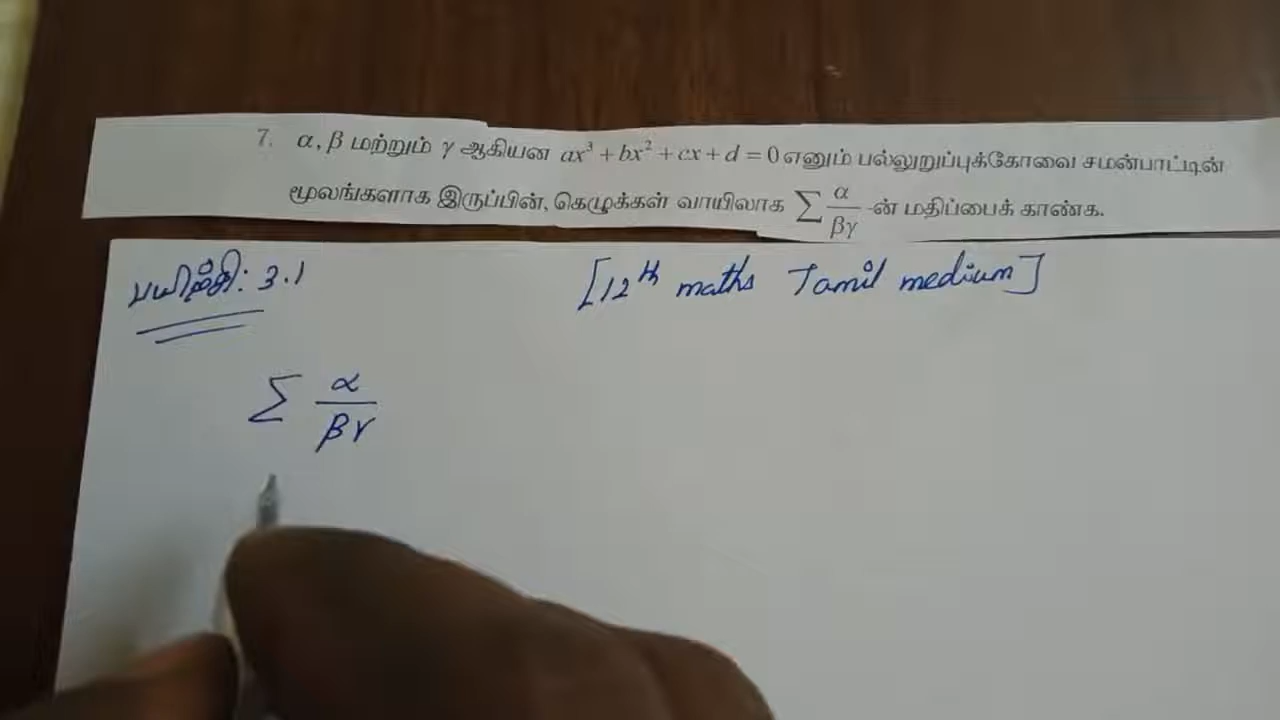 7. α, β மற்றும் γ ஆகியன ax³ + bx² + cx + d = 0 எனும் பல்லுறுப்புக்கோவை சமன்பாட்டின்
மூலங்களாக இருப்பின், கெழுக்கள் வாயிலாக ∑ α/βγ -ன் மதிப்பைக் காண்க.
பயிற்சி: 3.1 [12th maths Tamil medium]
∑ α/βγ